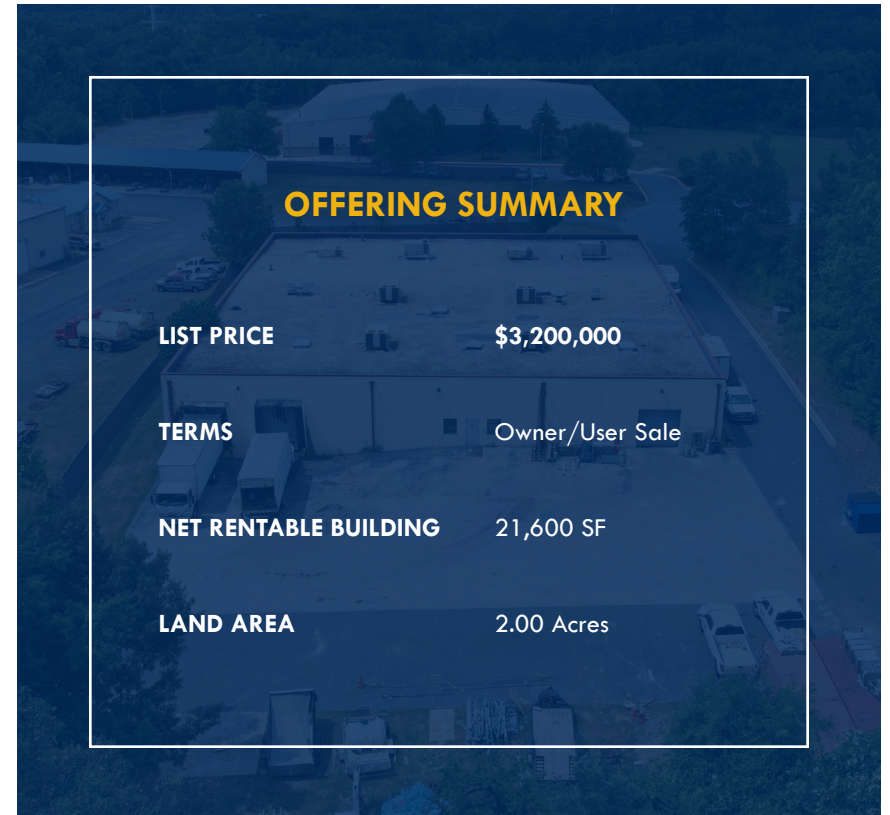 OFFERING SUMMARY
LIST PRICE $3,200,000
TERMS Owner/User Sale
NET RENTABLE BUILDING 21,600 SF
LAND AREA 2.00 Acres